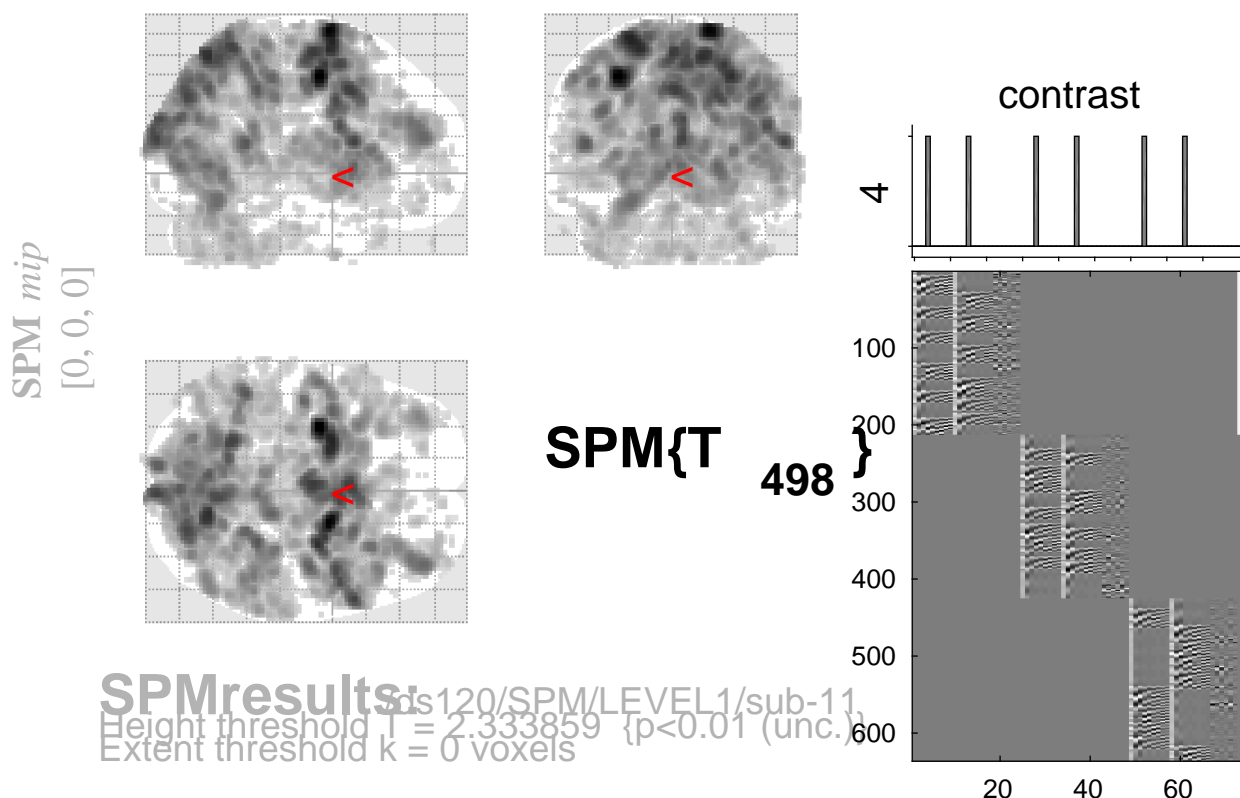 SPM mip
[0, 0, 0]
<
<
<
SPM{T498}
contrast
4
100
200
300
400
500
600
20 40 60
SPMresults: /ds120/SPM/LEVEL1/sub-11
Height threshold T = 2.333859 {p<0.01 (unc.)}
Extent threshold k = 0 voxels